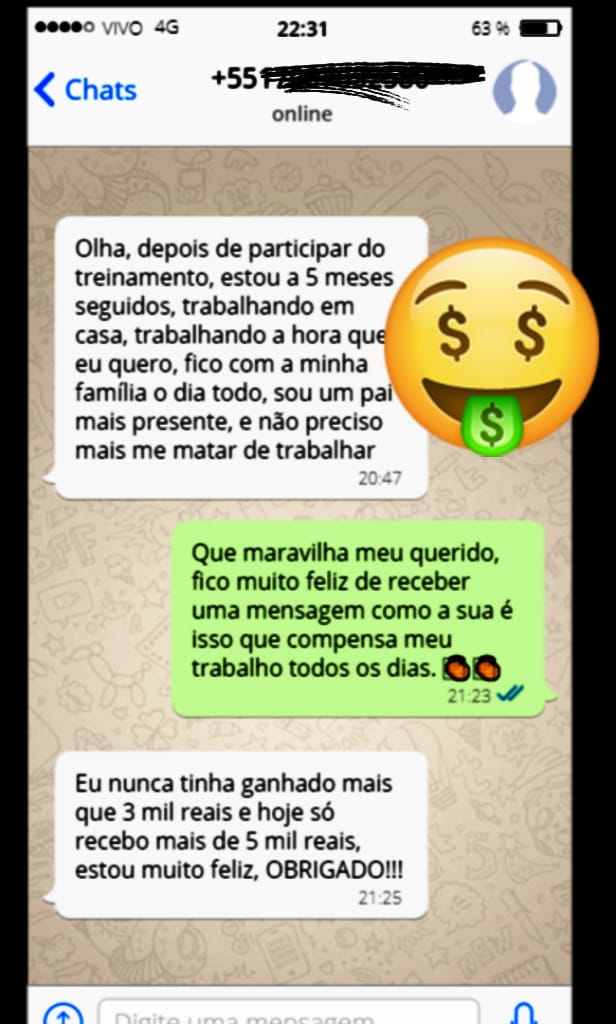 VIVO 4G 22:31 63 %
Chats
+551
online
Olha, depois de participar do
treinamento, estou a 5 meses
seguidos, trabalhando em
casa, trabalhando a hora que
eu quero, fico com a minha
família o dia todo, sou um pai
mais presente, e não preciso
mais me matar de trabalhar
20:47
$ $
$
Que maravilha meu querido,
fico muito feliz de receber
uma mensagem como a sua é
isso que compensa meu
trabalho todos os dias.
21:23
Eu nunca tinha ganhado mais
que 3 mil reais e hoje só
recebo mais de 5 mil reais,
estou muito feliz, OBRIGADO!!!
21:25
Digite uma mensagem